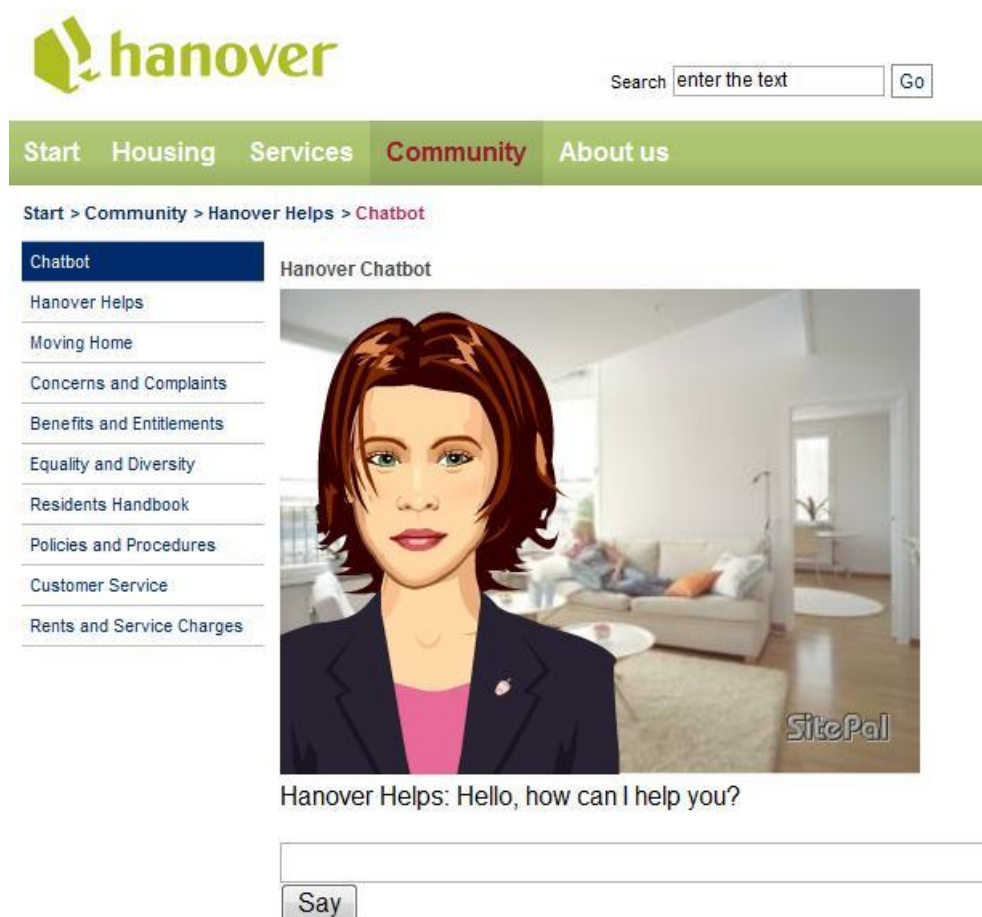 hanover
Search enter the text Go
Start Housing Services Community About us
Start > Community > Hanover Helps > Chatbot
Chatbot
Hanover Helps
Moving Home
Concerns and Complaints
Benefits and Entitlements
Equality and Diversity
Residents Handbook
Policies and Procedures
Customer Service
Rents and Service Charges
Hanover Chatbot
SitePal
Hanover Helps: Hello, how can I help you?
Say